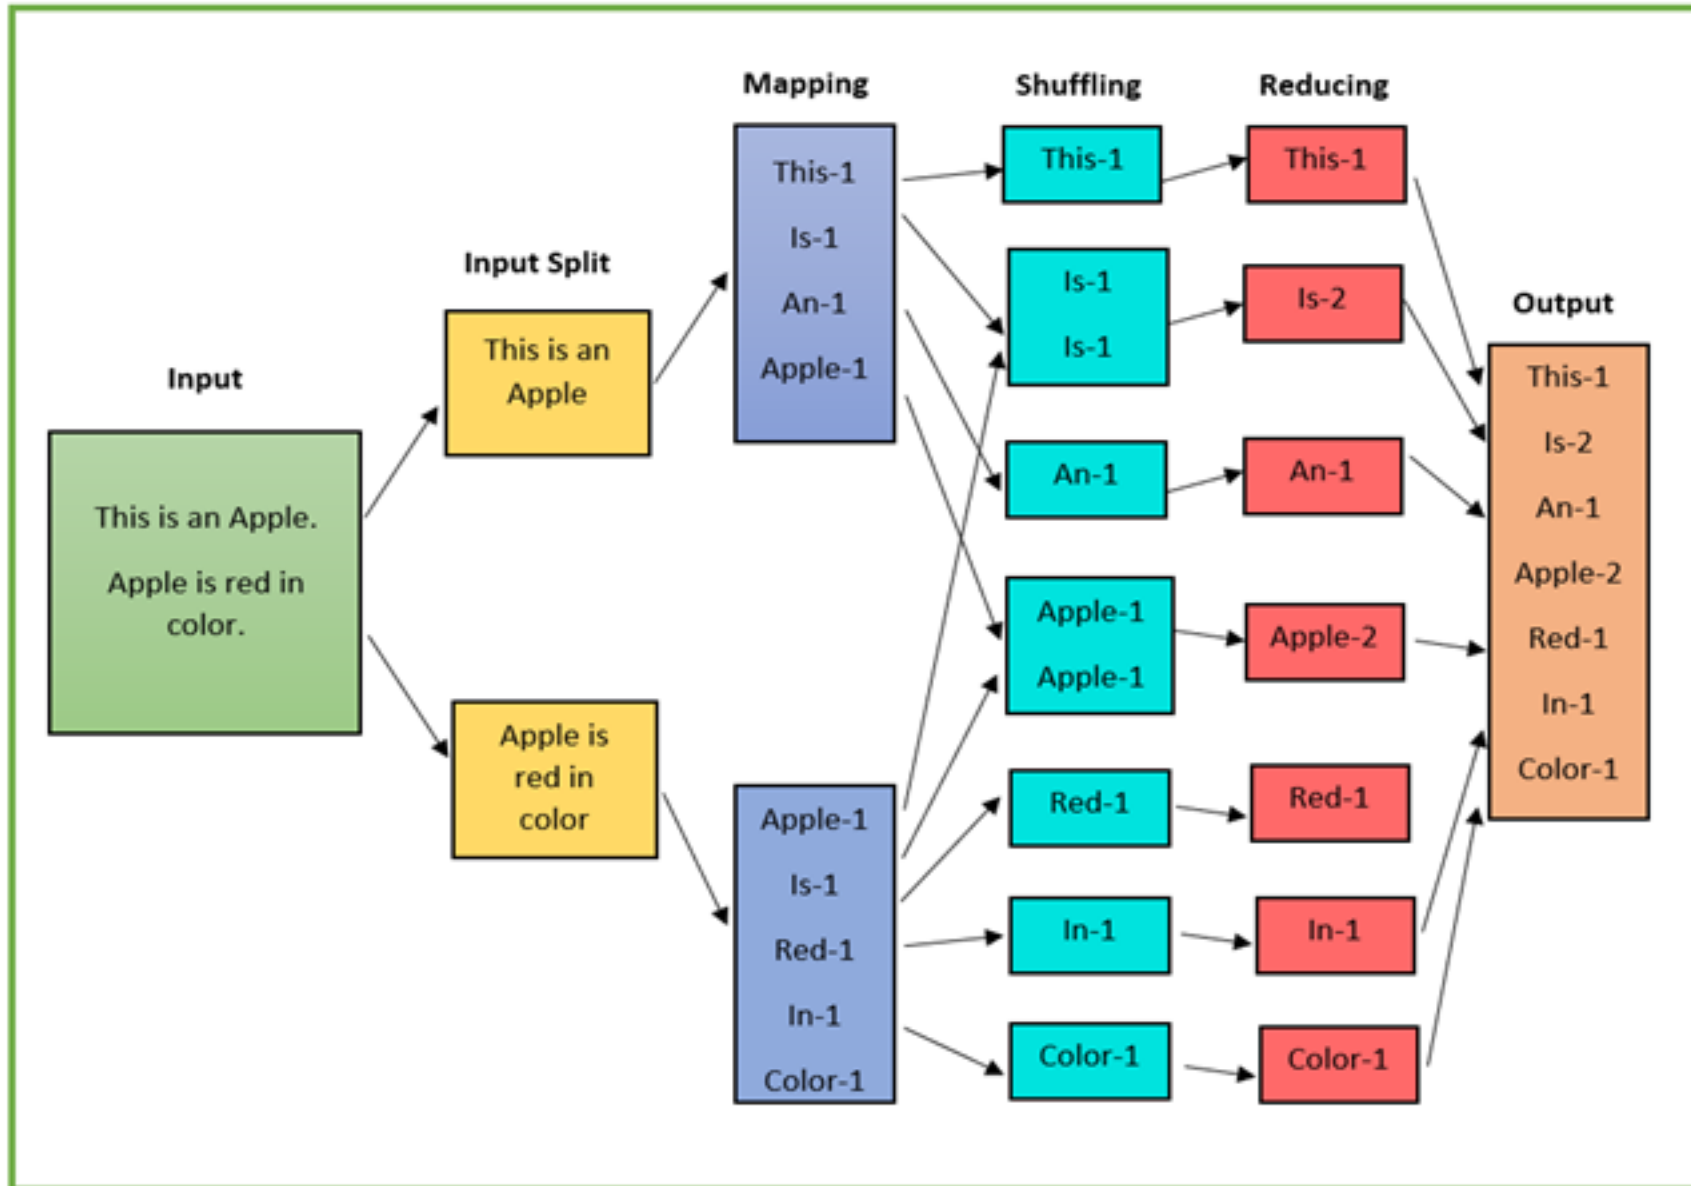 Input
This is an Apple.
Apple is red in
color.
Input Split
This is an
Apple
Apple is
red in
color
Mapping
This-1
Is-1
An-1
Apple-1
Apple-1
Is-1
Red-1
In-1
Color-1
Shuffling
This-1
Is-1
Is-1
An-1
Apple-1
Apple-1
Red-1
In-1
Color-1
Reducing
This-1
Is-2
An-1
Apple-2
Red-1
In-1
Color-1
Output
This-1
Is-2
An-1
Apple-2
Red-1
In-1
Color-1